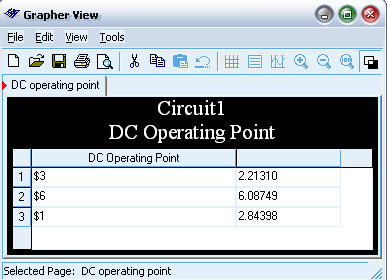 Grapher View
File Edit View Tools
DC operating point
Circuit1
DC Operating Point
DC Operating Point
1 $3 2.21310
2 $6 6.08749
3 $1 2.84398
Selected Page: DC operating point